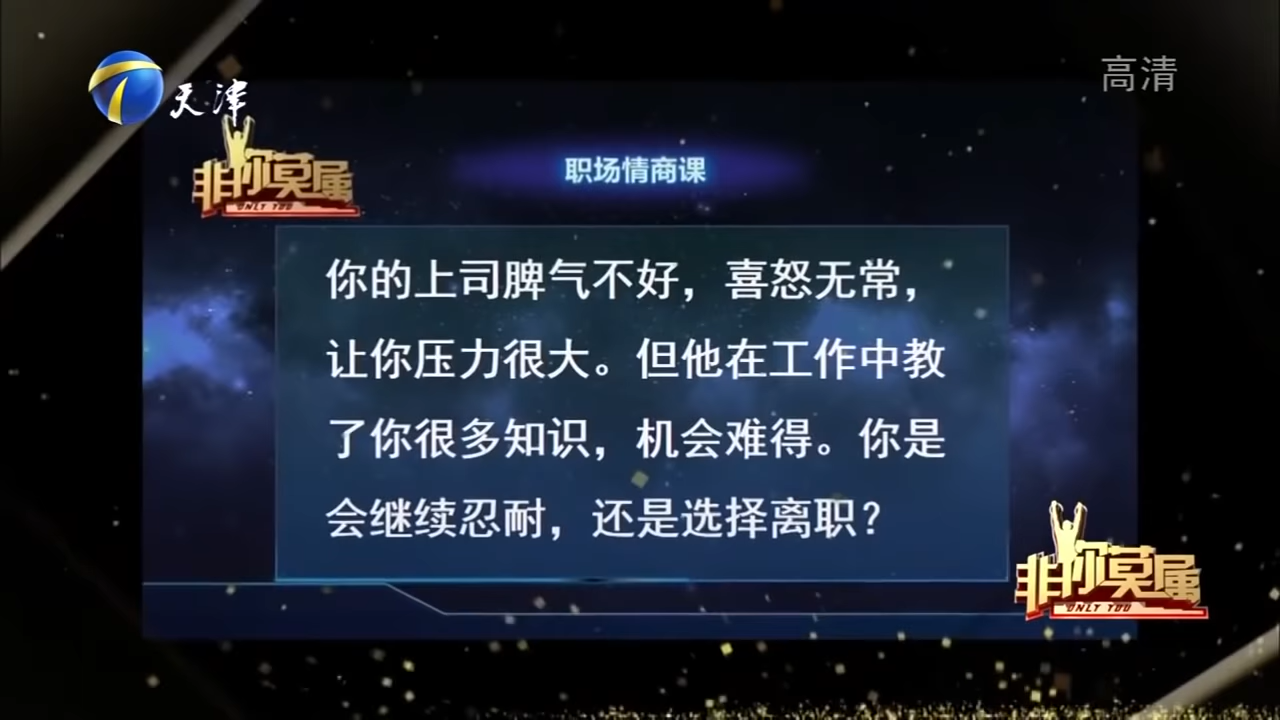 天津
高清
非你莫属
ONLY YOU
职场情商课
你的上司脾气不好，喜怒无常，
让你压力很大。但他在工作中教
了你很多知识，机会难得。你是
会继续忍耐，还是选择离职？
非你莫属
ONLY YOU